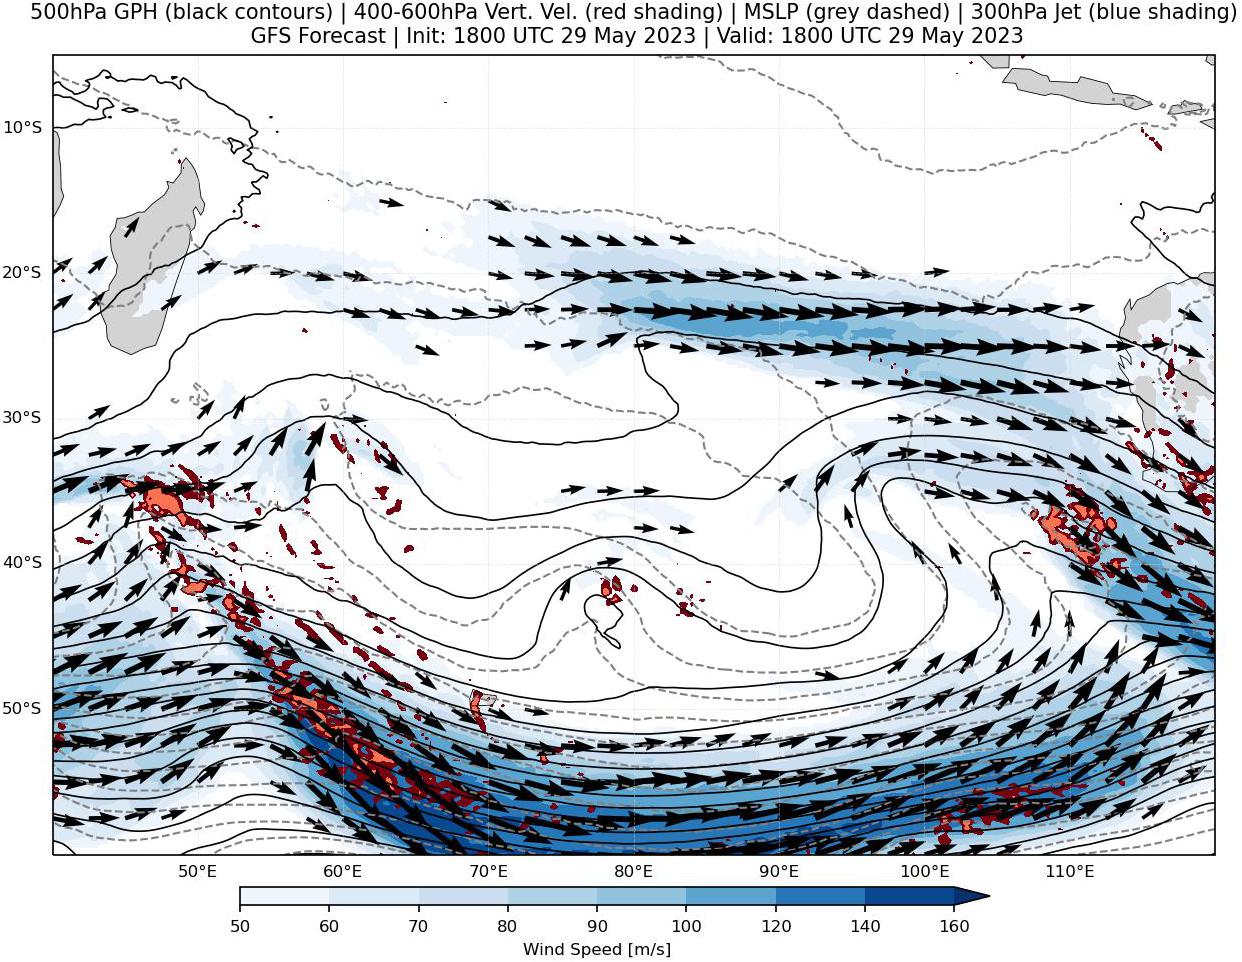 500hPa GPH (black contours) | 400-600hPa Vert. Vel. (red shading) | MSLP (grey dashed) | 300hPa Jet (blue shading)
GFS Forecast | Init: 1800 UTC 29 May 2023 | Valid: 1800 UTC 29 May 2023
10°S
20°S
30°S
40°S
50°S
50°E 60°E 70°E 80°E 90°E 100°E 110°E
50 60 70 80 90 100 120 140 160
Wind Speed [m/s]